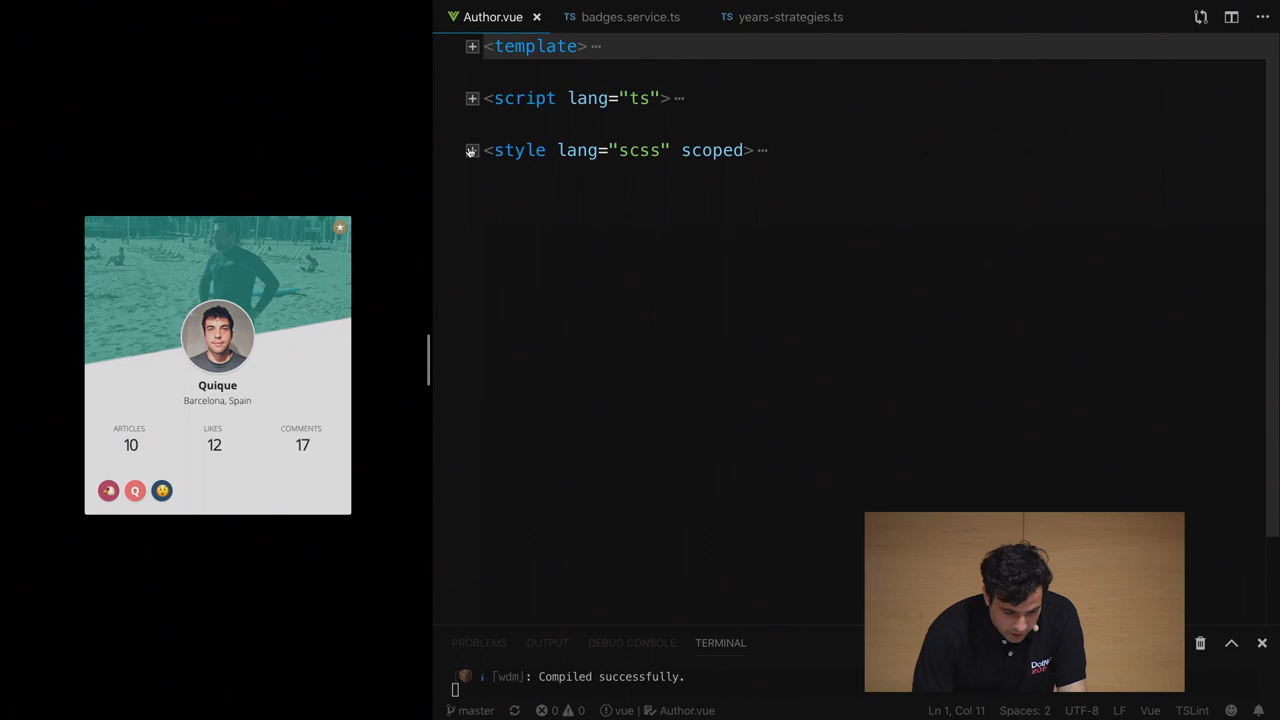 Author.vue
TS badges.service.ts
TS years-strategies.ts
<template> ⋯
<script lang="ts"> ⋯
<style lang="scss" scoped> ⋯
Quique
Barcelona, Spain
ARTICLES LIKES COMMENTS
10 12 17
Q
PROBLEMS OUTPUT DEBUG CONSOLE TERMINAL
ℹ ｢wdm｣: Compiled successfully.
master 0 0 vue | Author.vue Ln 1, Col 11 Spaces: 2 UTF-8 LF Vue TSLint